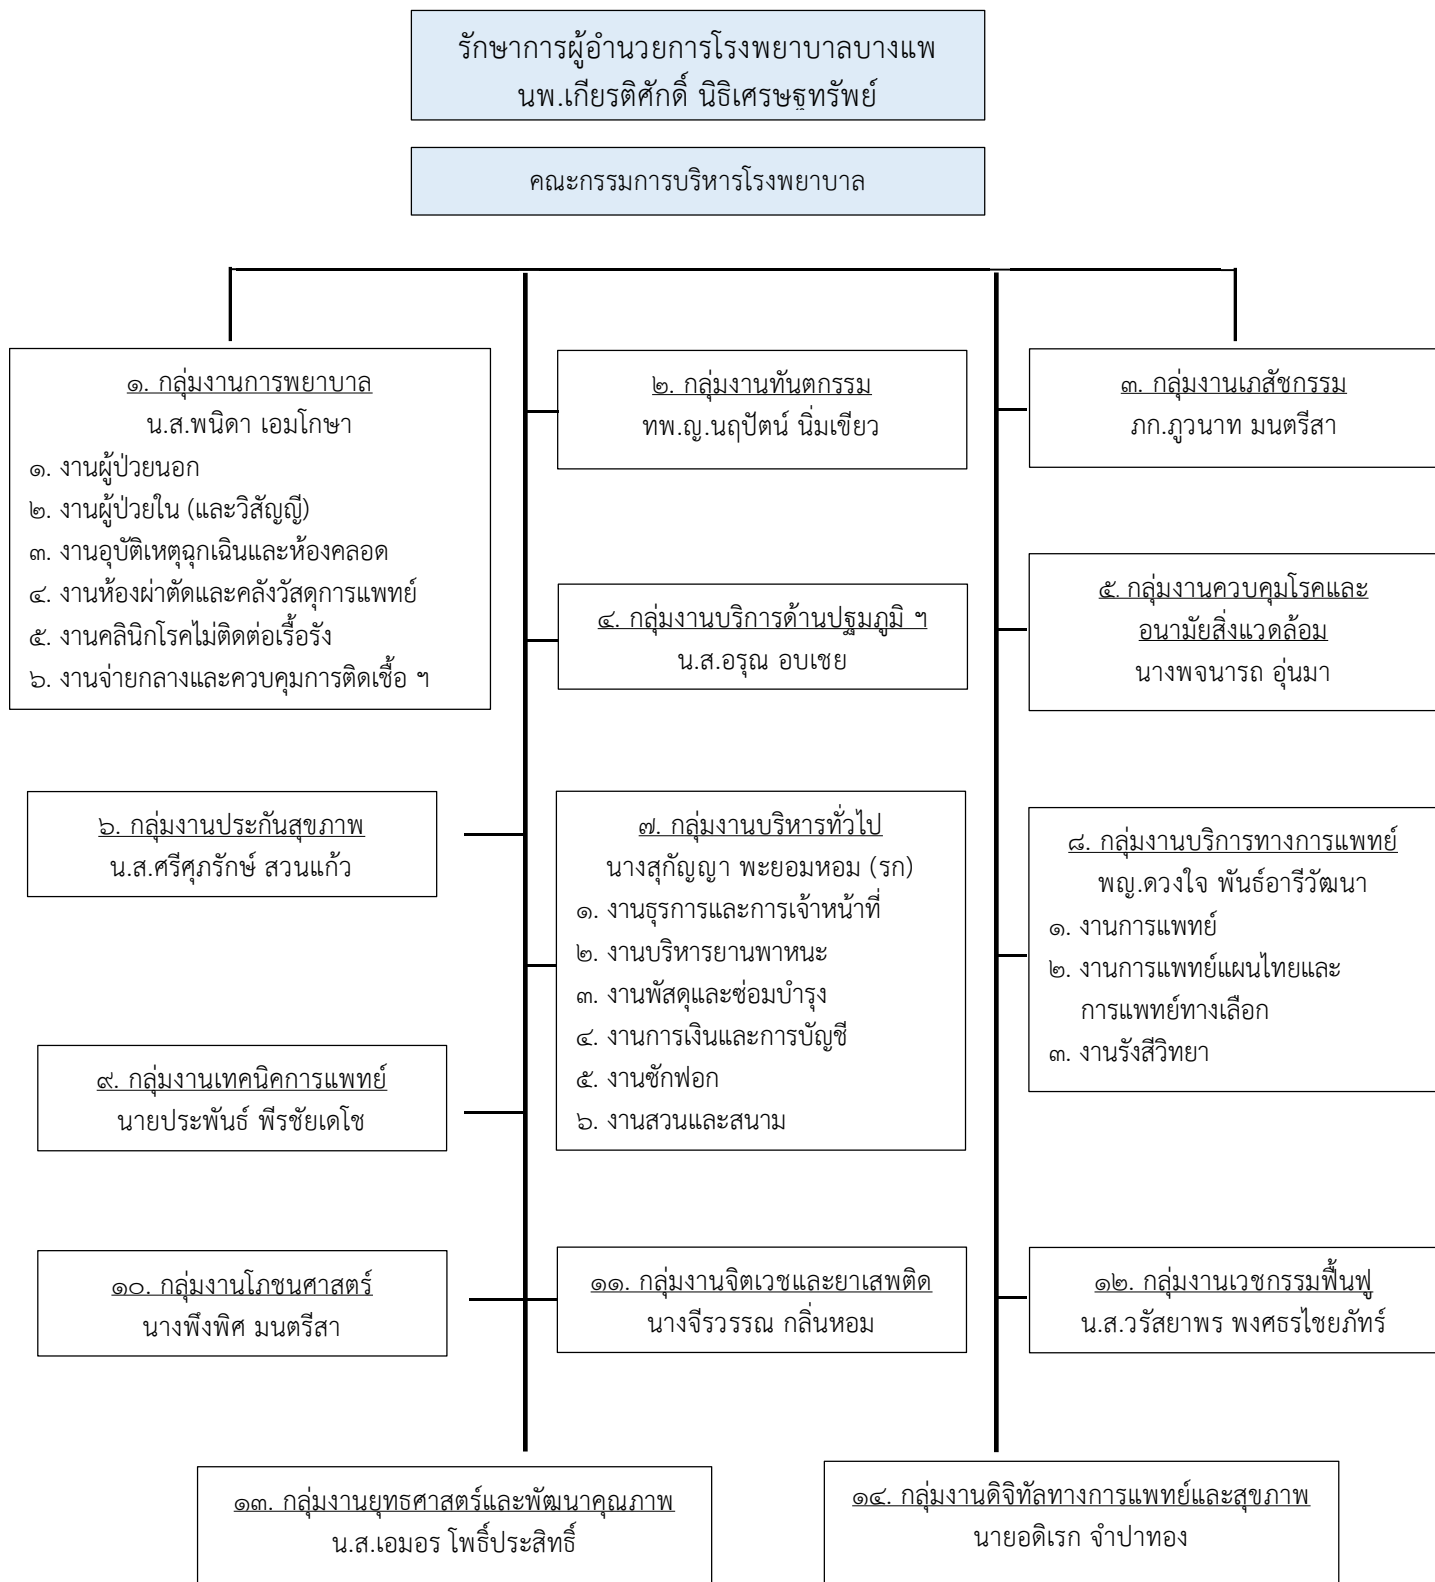 รักษาการผู้อำนวยการโรงพยาบาลบางแพ
นพ.เกียรติศักดิ์ นิธิเศรษฐทรัพย์
คณะกรรมการบริหารโรงพยาบาล
๑. กลุ่มงานการพยาบาล
น.ส.พนิดา เอมโกษา
๑. งานผู้ป่วยนอก
๒. งานผู้ป่วยใน (และวิสัญญี)
๓. งานอุบัติเหตุฉุกเฉินและห้องคลอด
๔. งานห้องผ่าตัดและคลังวัสดุการแพทย์
๕. งานคลินิกโรคไม่ติดต่อเรื้อรัง
๖. งานจ่ายกลางและควบคุมการติดเชื้อ ฯ
๒. กลุ่มงานทันตกรรม
ทพ.ญ.นฤปัตน์ นิ่มเขียว
๓. กลุ่มงานเภสัชกรรม
ภก.ภูวนาท มนตรีสา
๔. กลุ่มงานบริการด้านปฐมภูมิ ฯ
น.ส.อรุณ อบเชย
๕. กลุ่มงานควบคุมโรคและ
อนามัยสิ่งแวดล้อม
นางพจนารถ อุ่นมา
๖. กลุ่มงานประกันสุขภาพ
น.ส.ศรีศุภรักษ์ สวนแก้ว
๗. กลุ่มงานบริหารทั่วไป
นางสุกัญญา พะยอมหอม (รก)
๑. งานธุรการและการเจ้าหน้าที่
๒. งานบริหารยานพาหนะ
๓. งานพัสดุและซ่อมบำรุง
๔. งานการเงินและการบัญชี
๕. งานซักฟอก
๖. งานสวนและสนาม
๘. กลุ่มงานบริการทางการแพทย์
พญ.ดวงใจ พันธ์อารีวัฒนา
๑. งานการแพทย์
๒. งานการแพทย์แผนไทยและ
การแพทย์ทางเลือก
๓. งานรังสีวิทยา
๙. กลุ่มงานเทคนิคการแพทย์
นายประพันธ์ พีรชัยเดโช
๑๐. กลุ่มงานโภชนศาสตร์
นางพึงพิศ มนตรีสา
๑๑. กลุ่มงานจิตเวชและยาเสพติด
นางจีรวรรณ กลิ่นหอม
๑๒. กลุ่มงานเวชกรรมฟื้นฟู
น.ส.วรัสยาพร พงศธรไชยภัทร์
๑๓. กลุ่มงานยุทธศาสตร์และพัฒนาคุณภาพ
น.ส.เอมอร โพธิ์ประสิทธิ์
๑๔. กลุ่มงานดิจิทัลทางการแพทย์และสุขภาพ
นายอดิเรก จำปาทอง